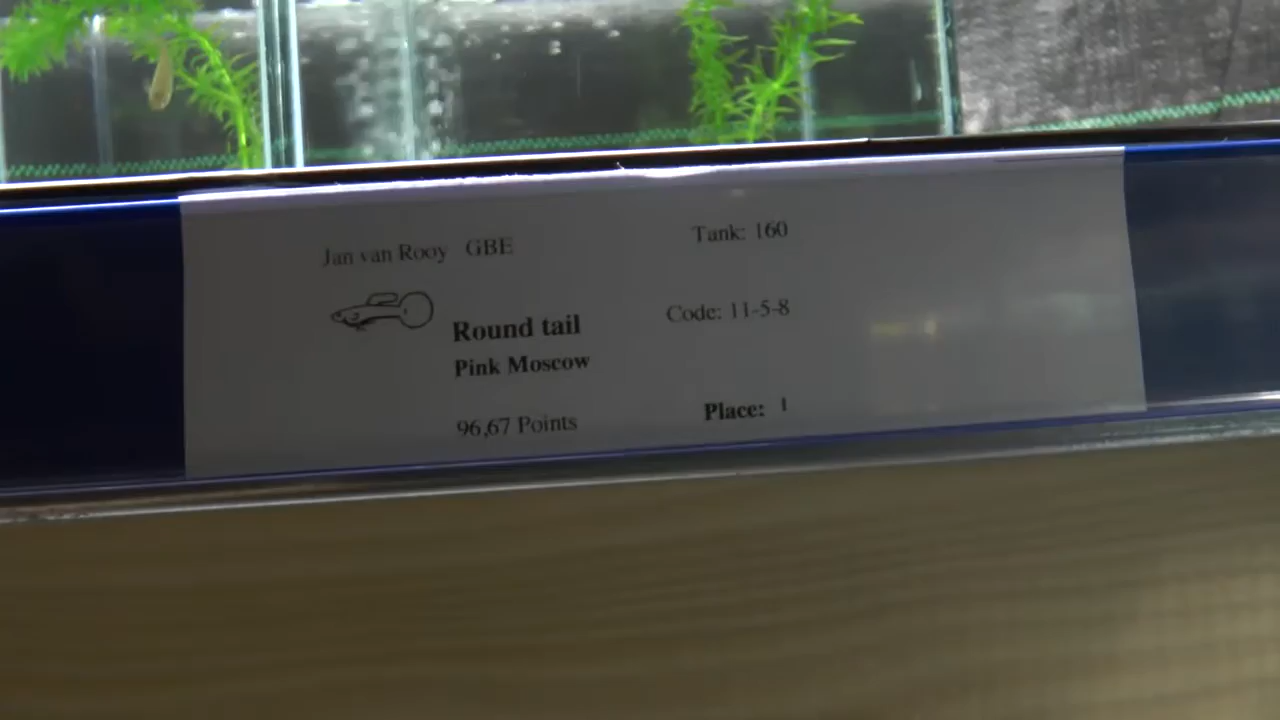 Jan van Rooy GBE
Tank: 160
Round tail
Code: 11-5-8
Pink Moscow
96,67 Points
Place: 1